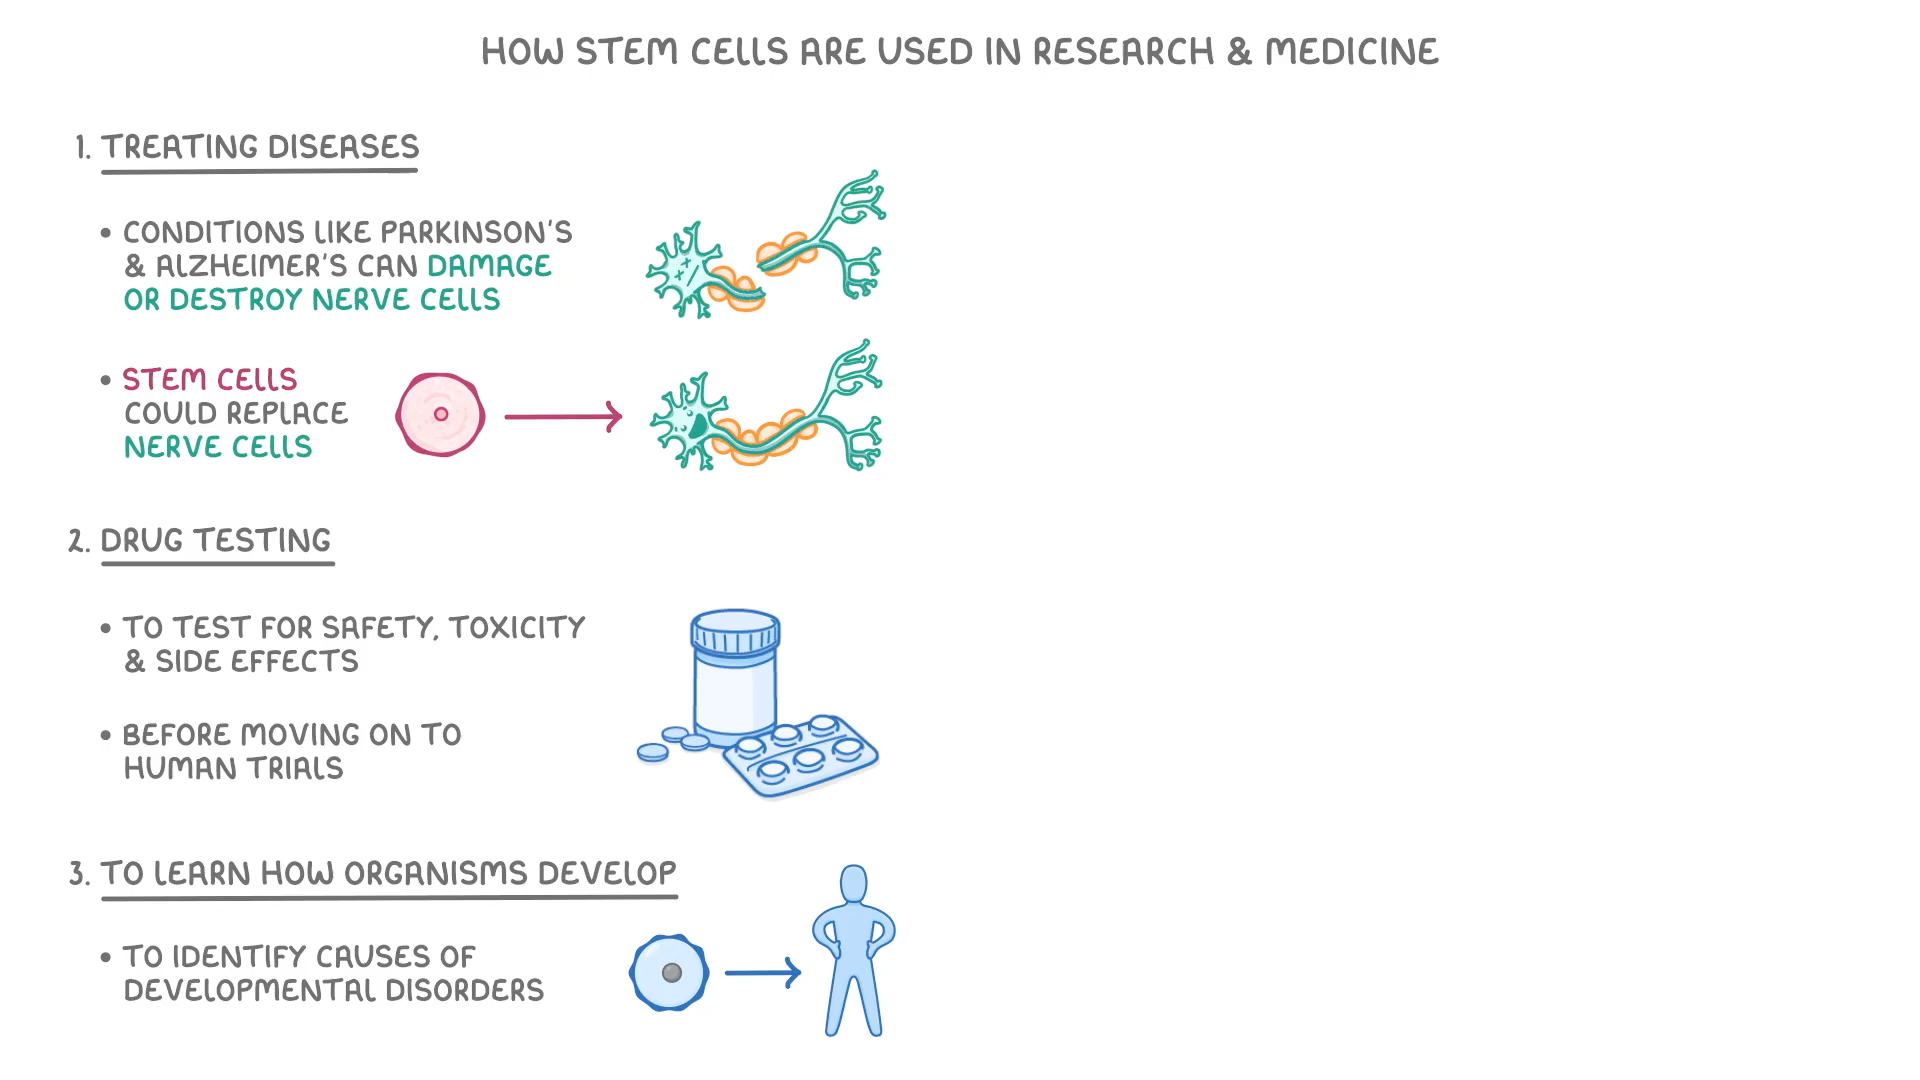 HOW STEM CELLS ARE USED IN RESEARCH & MEDICINE
1. TREATING DISEASES
• CONDITIONS LIKE PARKINSON'S
& ALZHEIMER'S CAN DAMAGE
OR DESTROY NERVE CELLS
• STEM CELLS
COULD REPLACE
NERVE CELLS
2. DRUG TESTING
• TO TEST FOR SAFETY, TOXICITY
& SIDE EFFECTS
• BEFORE MOVING ON TO
HUMAN TRIALS
3. TO LEARN HOW ORGANISMS DEVELOP
• TO IDENTIFY CAUSES OF
DEVELOPMENTAL DISORDERS